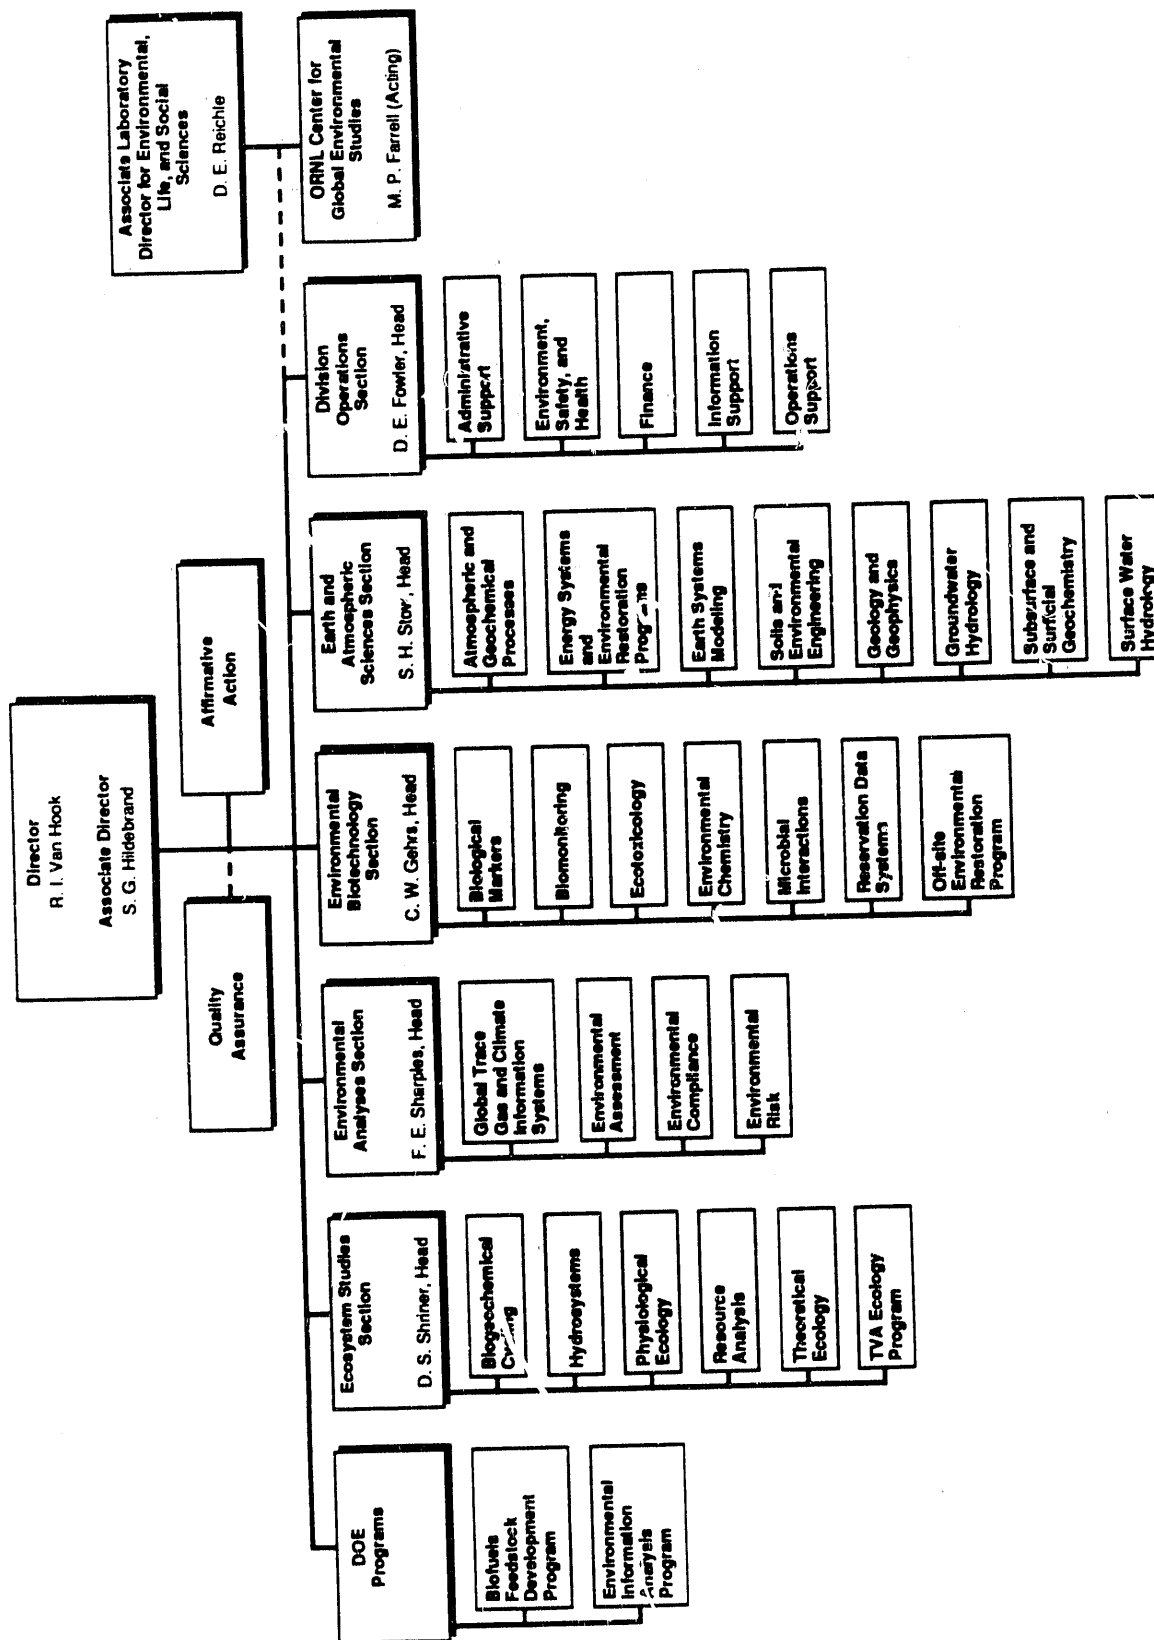 Director
R. I. Van Hook
Associate Director
S. G. Hildebrand
Associate Laboratory
Director for Environmental,
Life, and Social
Sciences
D. E. Reichle
Quality
Assurance
Affirmative
Action
ORNL Center for
Global Environmental
Studies
M. P. Farrell (Acting)
DOE
Programs
Biofuels
Feedstock
Development
Program
Environmental
Information
Analysis
Program
Ecosystem Studies
Section
D. S. Shriner, Head
Biogeochemical
Cycling
Hydrosystems
Physiological
Ecology
Resource
Analysis
Theoretical
Ecology
TVA Ecology
Program
Environmental
Analyses Section
F. E. Sharples, Head
Global Trace
Gas and Climate
Information
Systems
Environmental
Assessment
Environmental
Compliance
Environmental
Risk
Environmental
Biotechnology
Section
C. W. Gehrs, Head
Biological
Markers
Biomonitoring
Ecotoxicology
Environmental
Chemistry
Microbial
Interactions
Reservation Data
Systems
Off-site
Environmental
Restoration
Program
Earth and
Atmospheric
Sciences Section
S. H. Stow, Head
Atmospheric and
Geochemical
Processes
Energy Systems
and
Environmental
Restoration
Programs
Earth Systems
Modeling
Soils and
Environmental
Engineering
Geology and
Geophysics
Groundwater
Hydrology
Subsurface and
Surficial
Geochemistry
Surface Water
Hydrology
Division
Operations
Section
D. E. Fowler, Head
Administrative
Support
Environment,
Safety, and
Health
Finance
Information
Support
Operations
Support